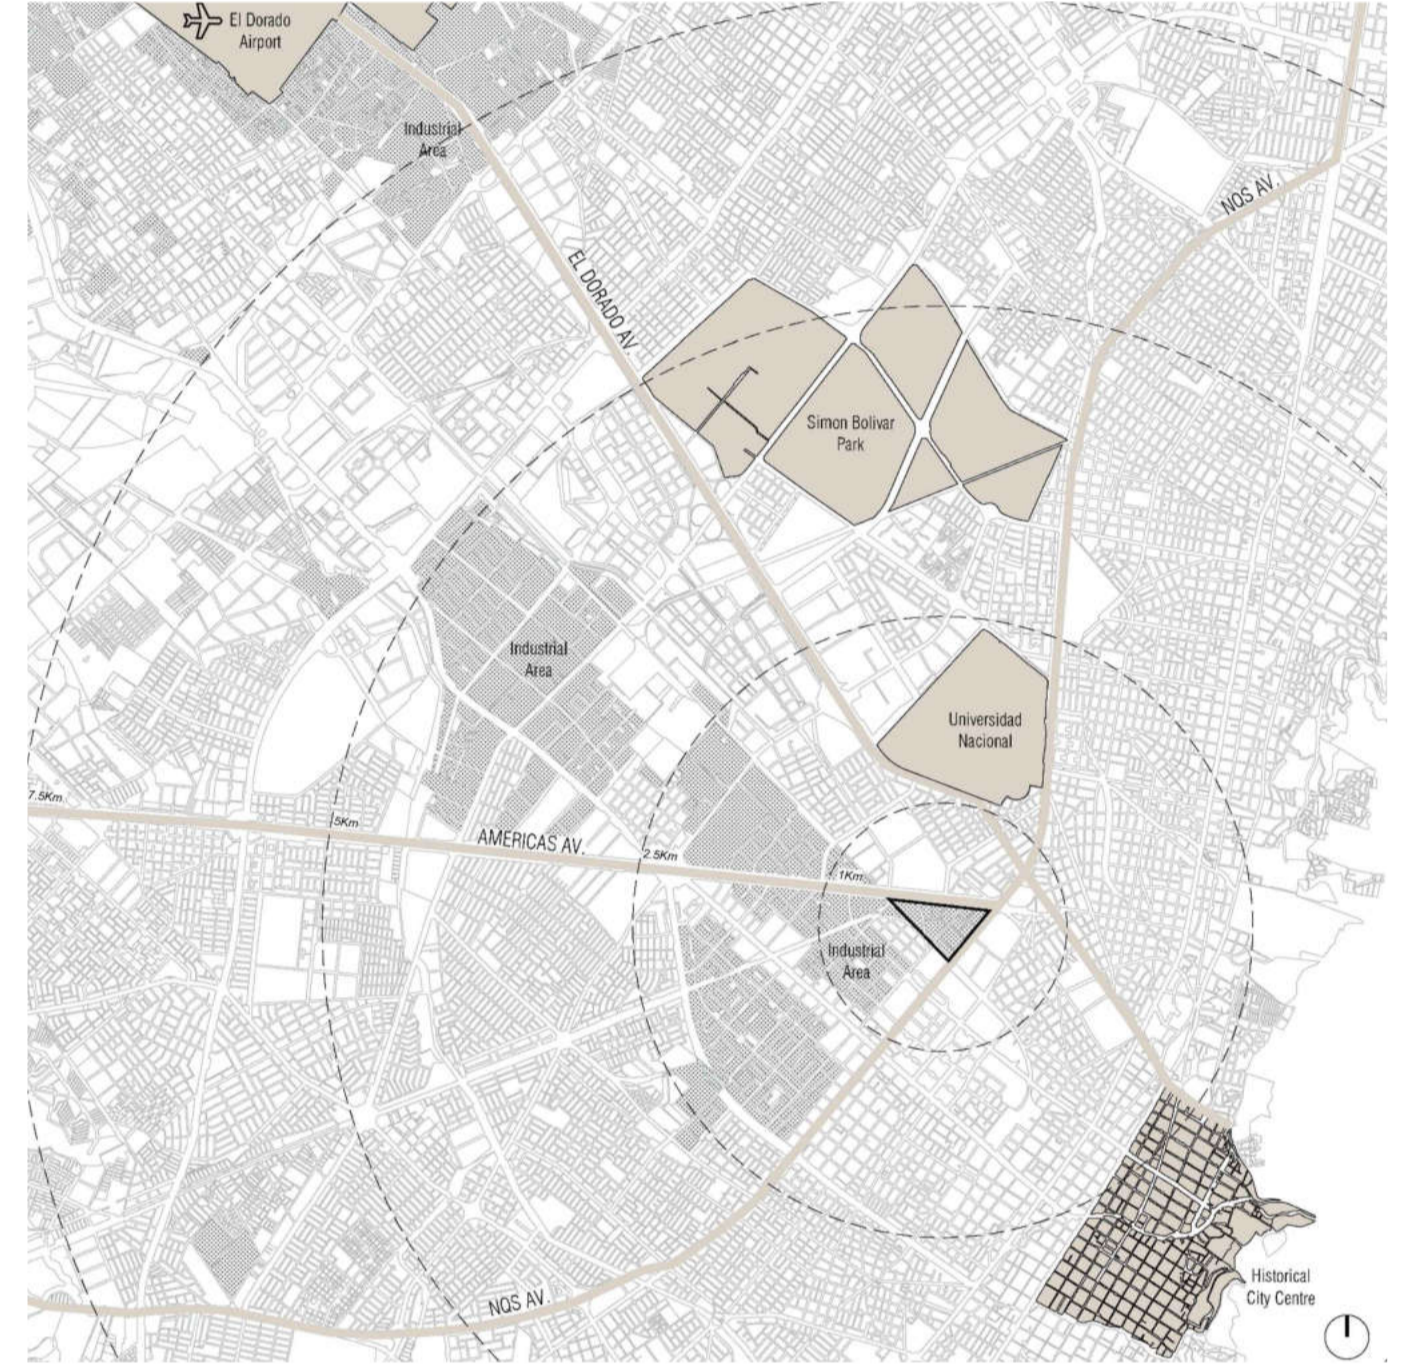 El Dorado
Airport
Industrial
Area
NQS AV.
EL DORADO AV.
Simon Bolivar
Park
Industrial
Area
Universidad
Nacional
7.5Km
5Km
AMERICAS AV.
2.5Km
1Km
Industrial
Area
Historical
City Centre
NQS AV.